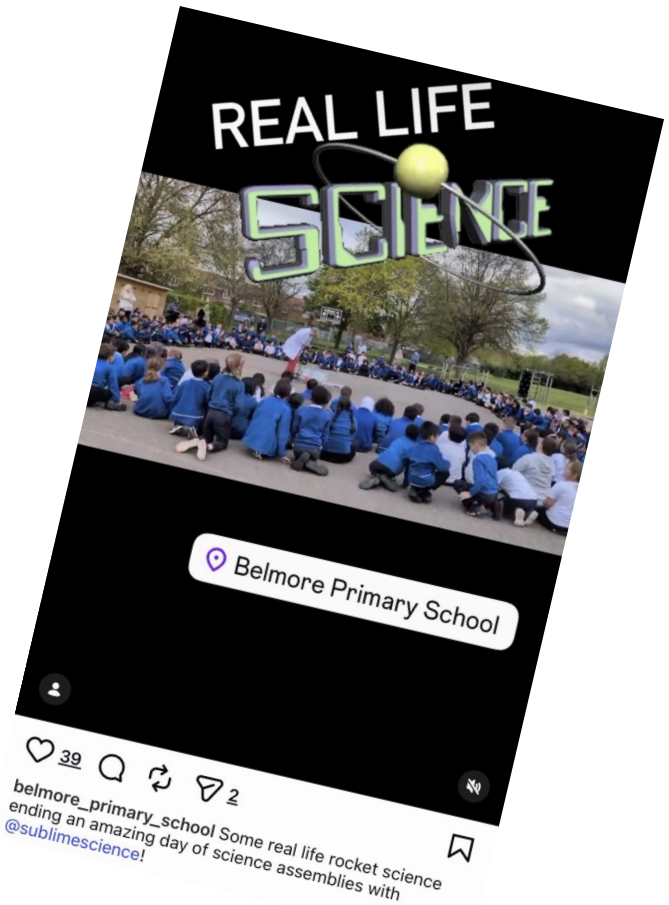 REAL LIFE
SCIENCE
Belmore Primary School
39
2
belmore_primary_school Some real life rocket science
ending an amazing day of science assemblies with
@sublimescience!